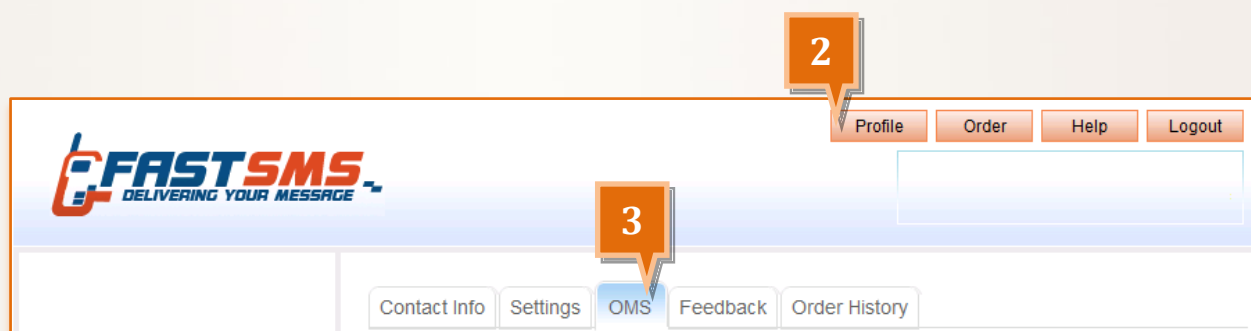 2
Profile Order Help Logout
FASTSMS
DELIVERING YOUR MESSAGE
3
Contact Info Settings OMS Feedback Order History